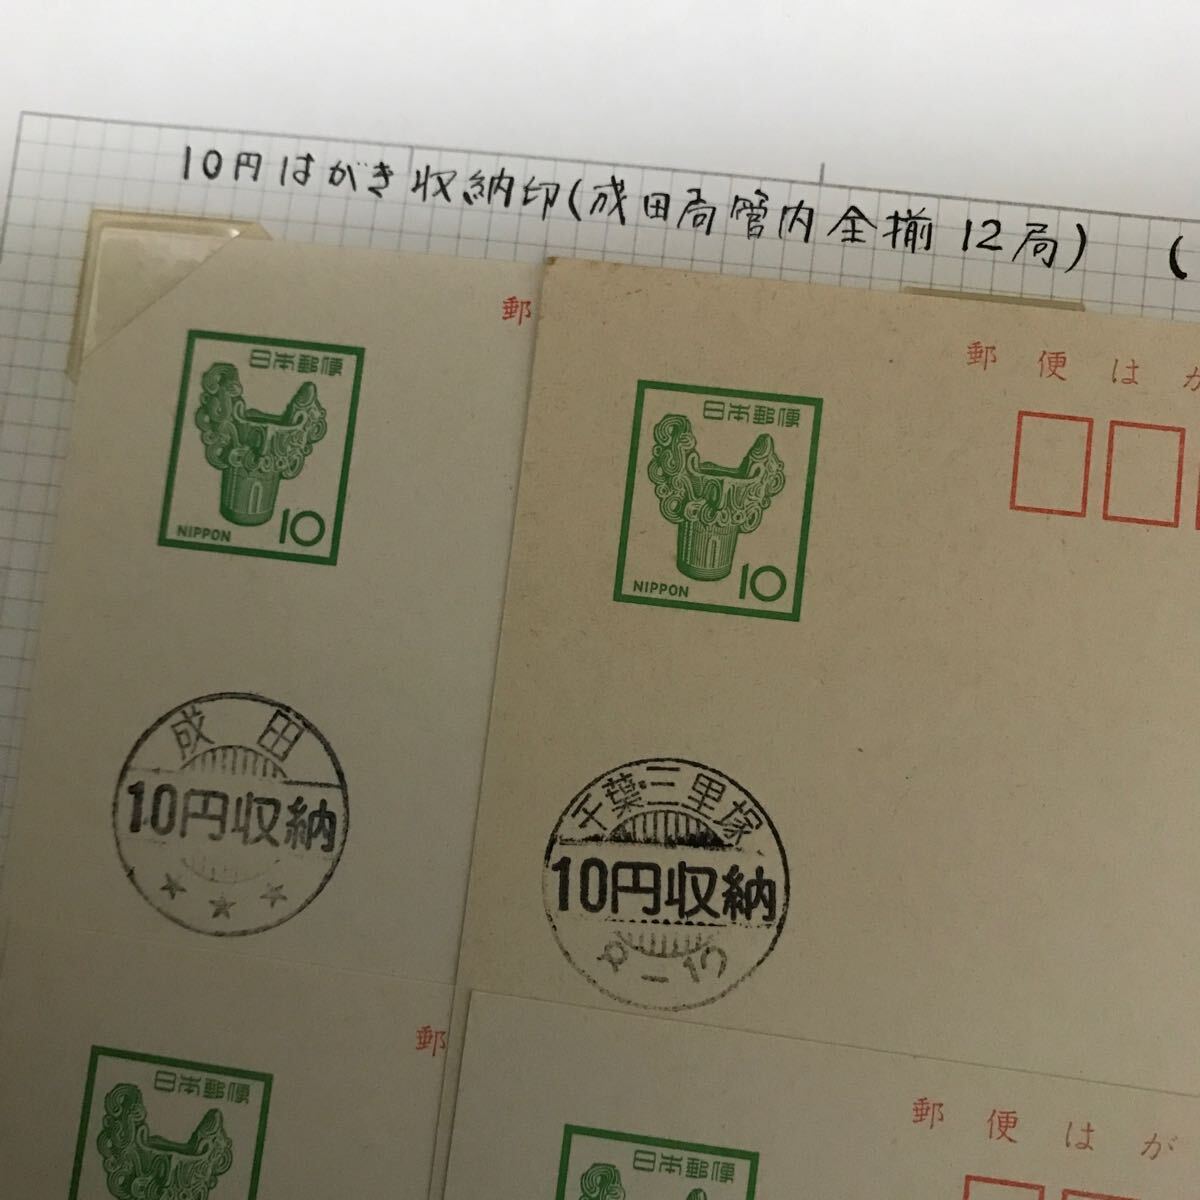 10円はがき収納印(成田局管内全揃12局) (
郵
日本郵便
NIPPON 10
成田
10円収納
郵便はが
日本郵便
NIPPON 10
千葉三里塚
10円収納
郵
日本郵便
郵便はが
日本郵便